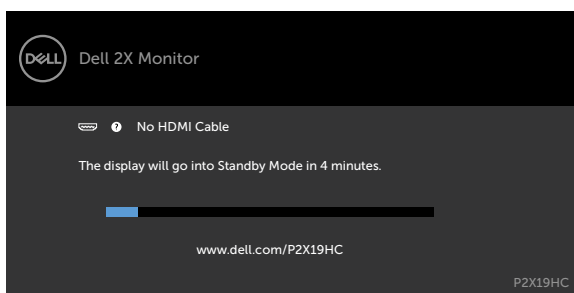 DELL Dell 2X Monitor
No HDMI Cable
The display will go into Standby Mode in 4 minutes.
www.dell.com/P2X19HC
P2X19HC